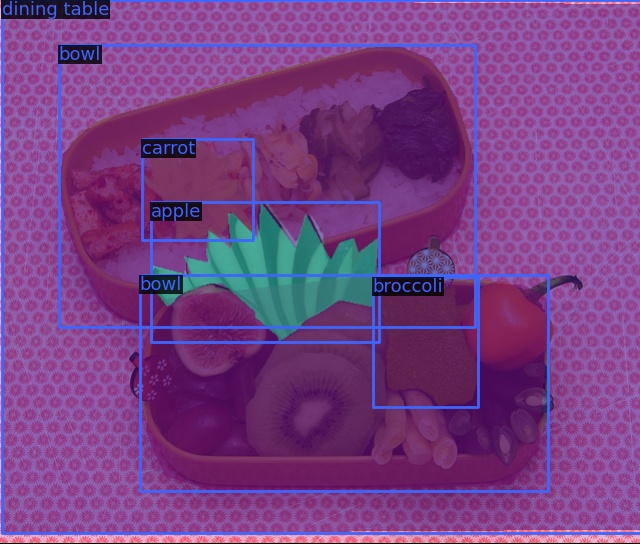 dining table
bowl
carrot
apple
bowl
broccoli